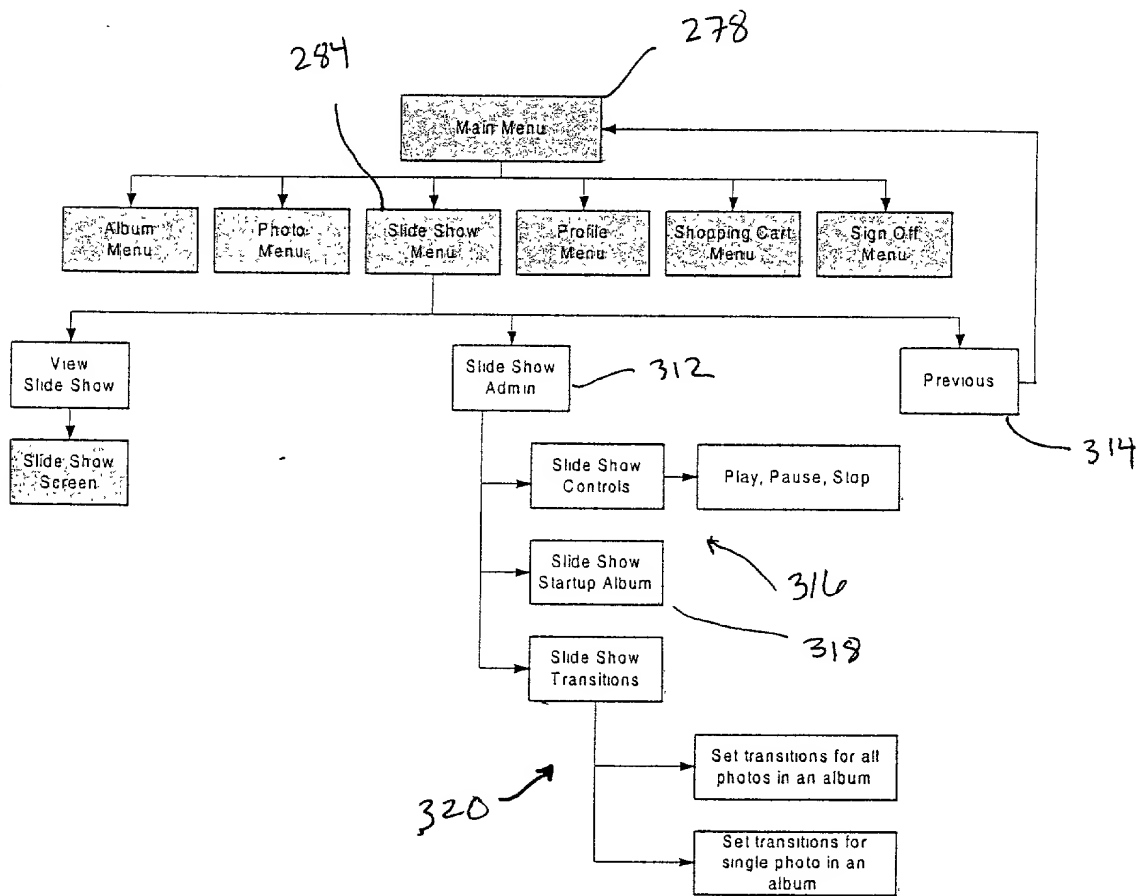 278
284
Main Menu
Album
Menu
Photo
Menu
Slide Show
Menu
Profile
Menu
Shopping Cart
Menu
Sign Off
Menu
View
Slide Show
Slide Show
Admin
312
Previous
314
Slide Show
Screen
Slide Show
Controls
Play, Pause, Stop
316
Slide Show
Startup Album
318
Slide Show
Transitions
320
Set transitions for all
photos in an album
Set transitions for
single photo in an
album